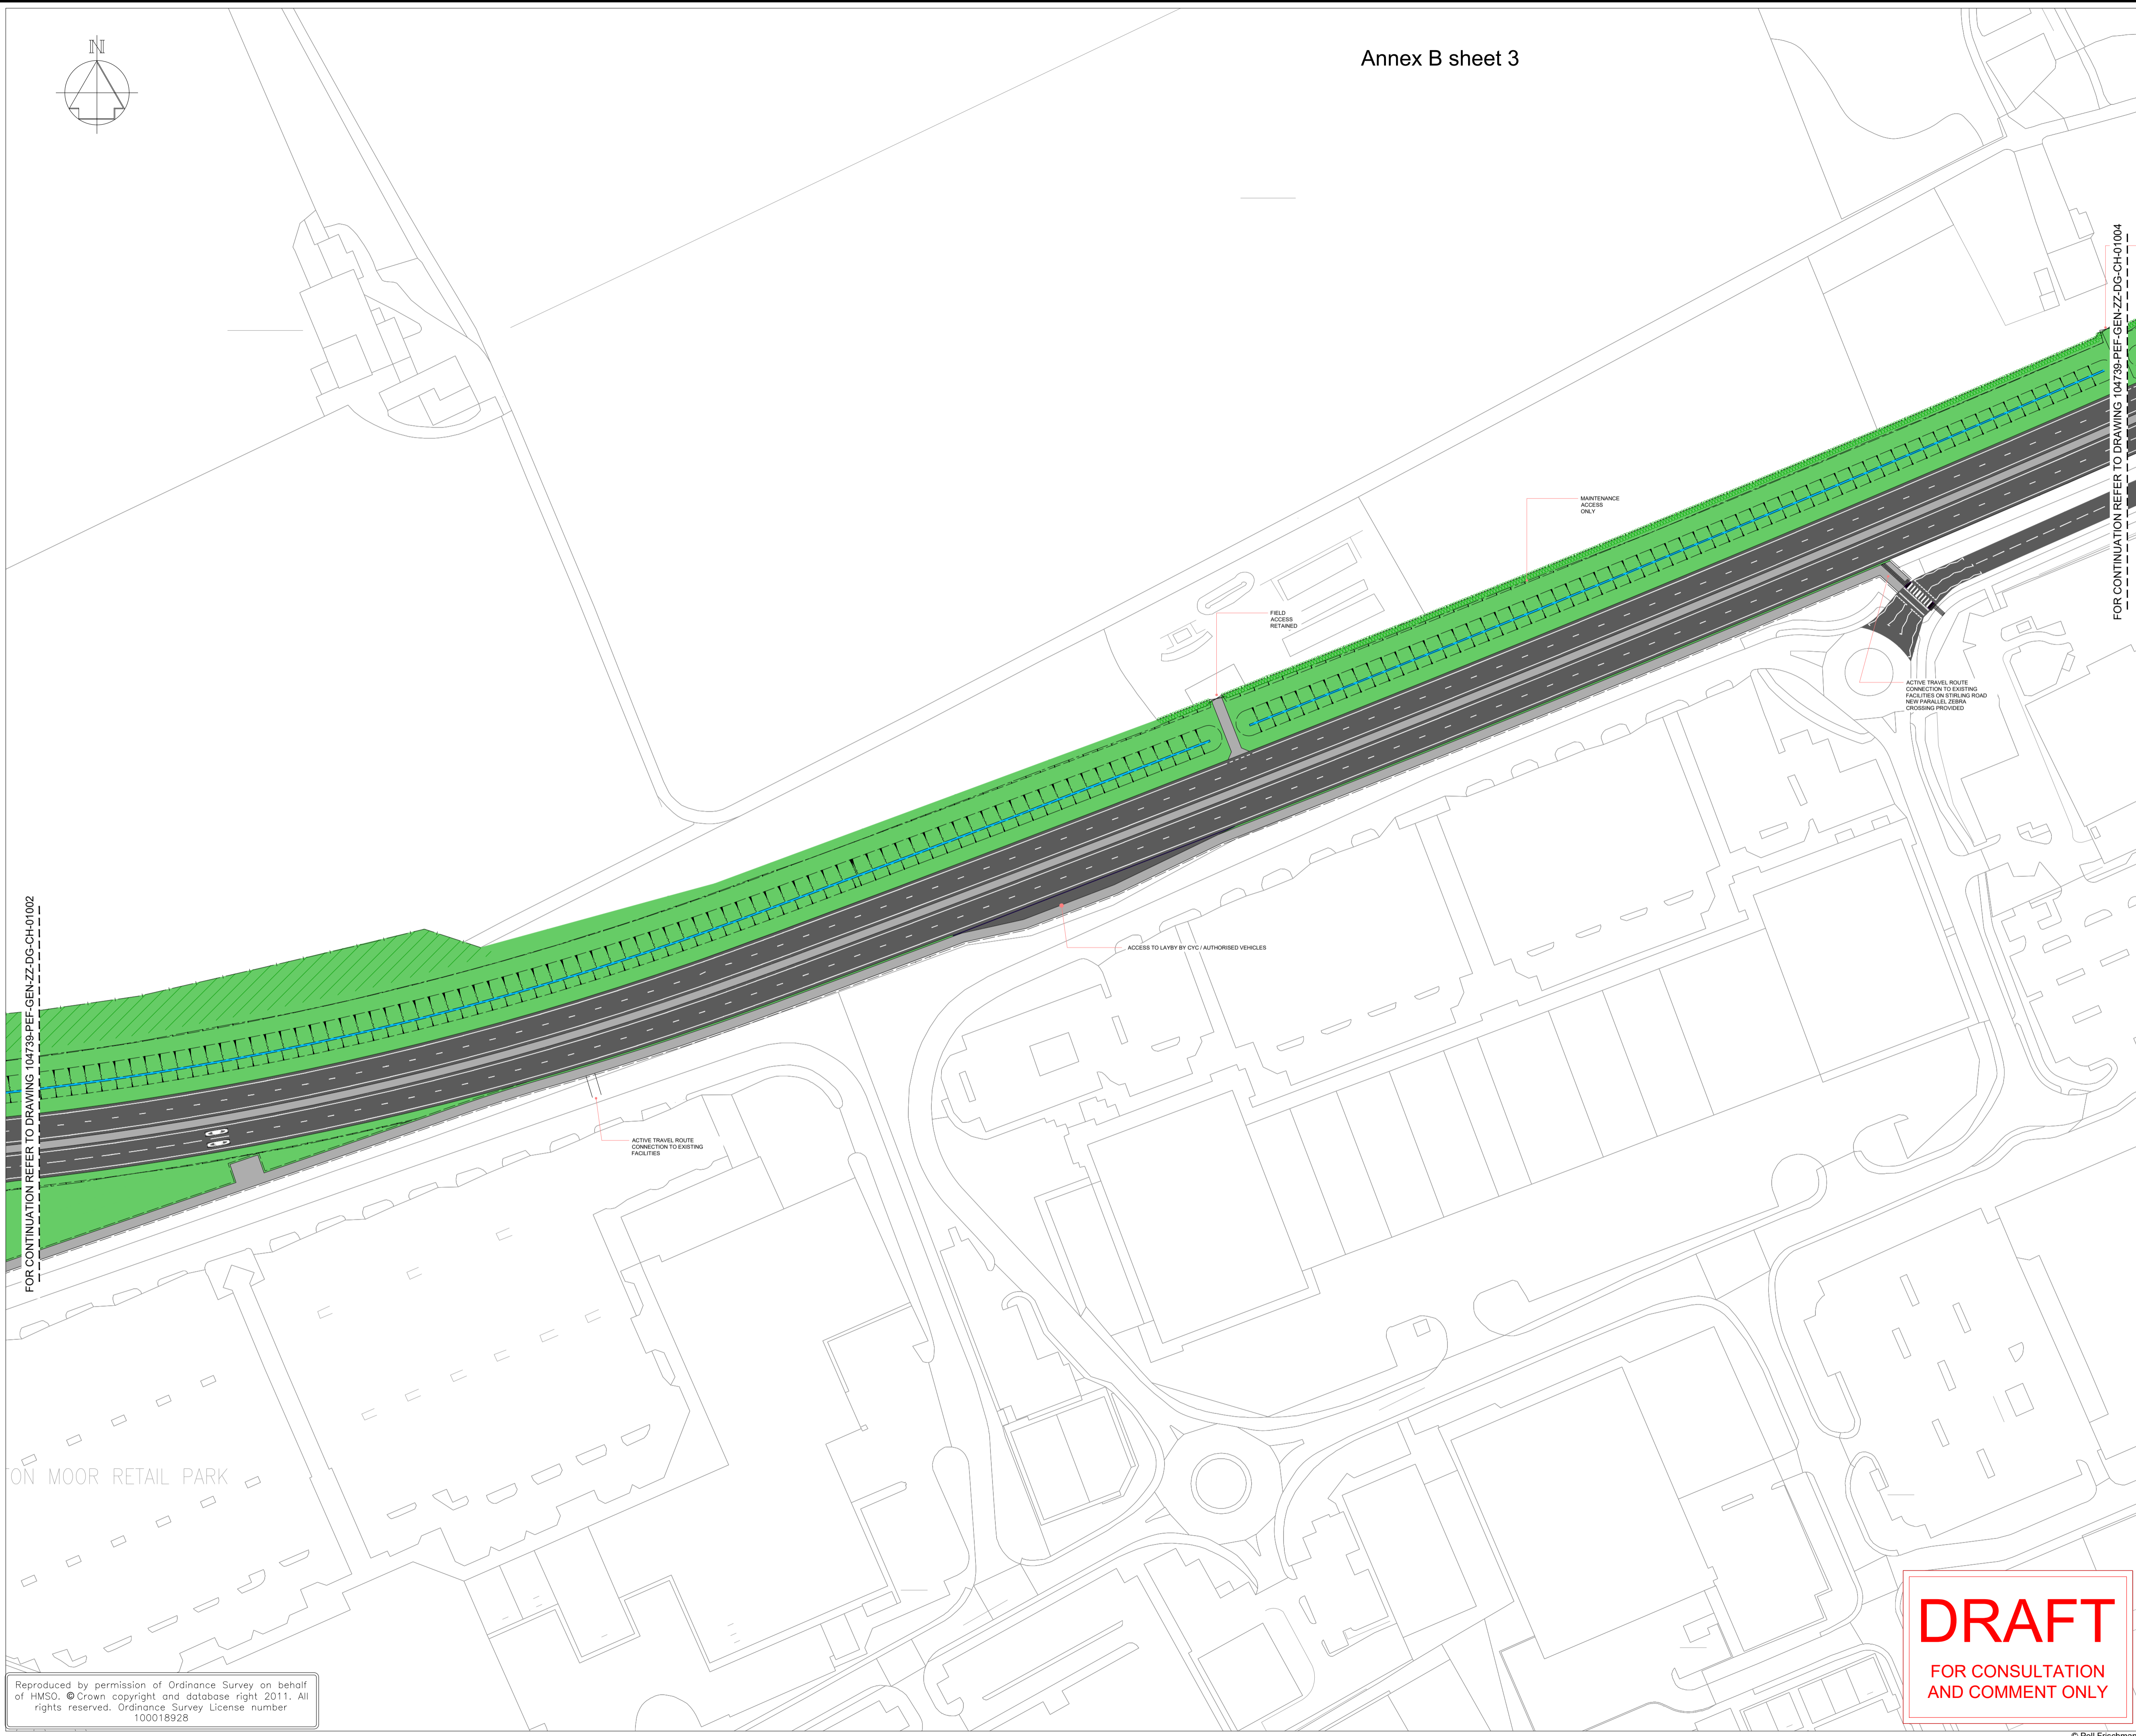 N
Annex B sheet 3
FOR CONTINUATION REFER TO DRAWING 104739-PEF-GEN-ZZ-DG-CH-01004
MAINTENANCE
ACCESS
ONLY
FIELD
ACCESS
RETAINED
ACTIVE TRAVEL ROUTE
CONNECTION TO EXISTING
FACILITIES ON STIRLING ROAD
NEW PARALLEL ZEBRA
CROSSING PROVIDED
FOR CONTINUATION REFER TO DRAWING 104739-PEF-GEN-ZZ-DG-CH-01002
ACCESS TO LAYBY BY CYC / AUTHORISED VEHICLES
ACTIVE TRAVEL ROUTE
CONNECTION TO EXISTING
FACILITIES
ON MOOR RETAIL PARK
DRAFT
FOR CONSULTATION
AND COMMENT ONLY
Reproduced by permission of Ordinance Survey on behalf
of HMSO. © Crown copyright and database right 2011. All
rights reserved. Ordinance Survey License number
100018928